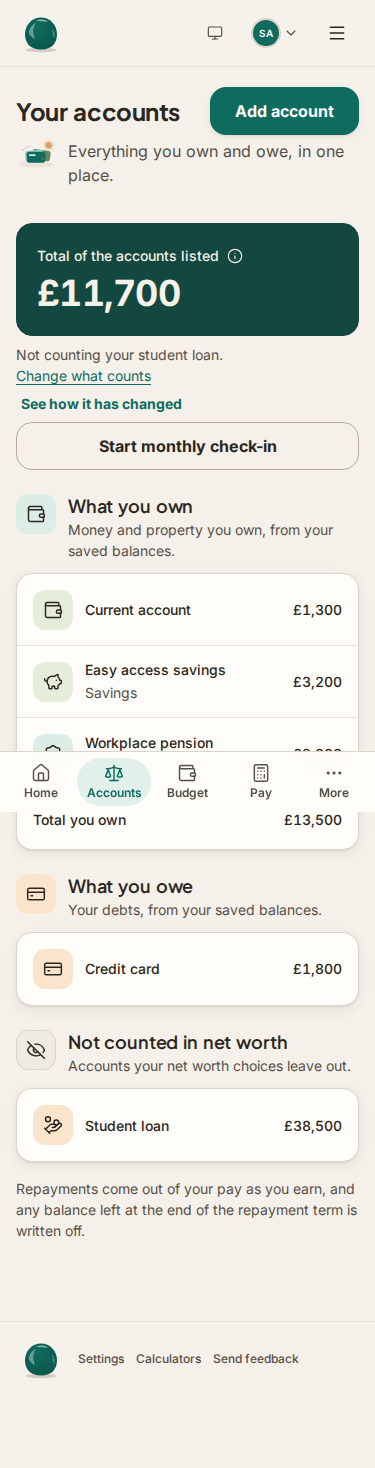 SA
Your accounts
Add account
Everything you own and owe, in one
place.
Total of the accounts listed
£11,700
Not counting your student loan.
Change what counts
See how it has changed
Start monthly check-in
What you own
Money and property you own, from your
saved balances.
Current account
£1,300
Easy access savings
Savings
£3,200
Workplace pension
Home
Accounts
Budget
Pay
More
Total you own
£13,500
What you owe
Your debts, from your saved balances.
Credit card
£1,800
Not counted in net worth
Accounts your net worth choices leave out.
Student loan
£38,500
Repayments come out of your pay as you earn, and
any balance left at the end of the repayment term is
written off.
Settings
Calculators
Send feedback